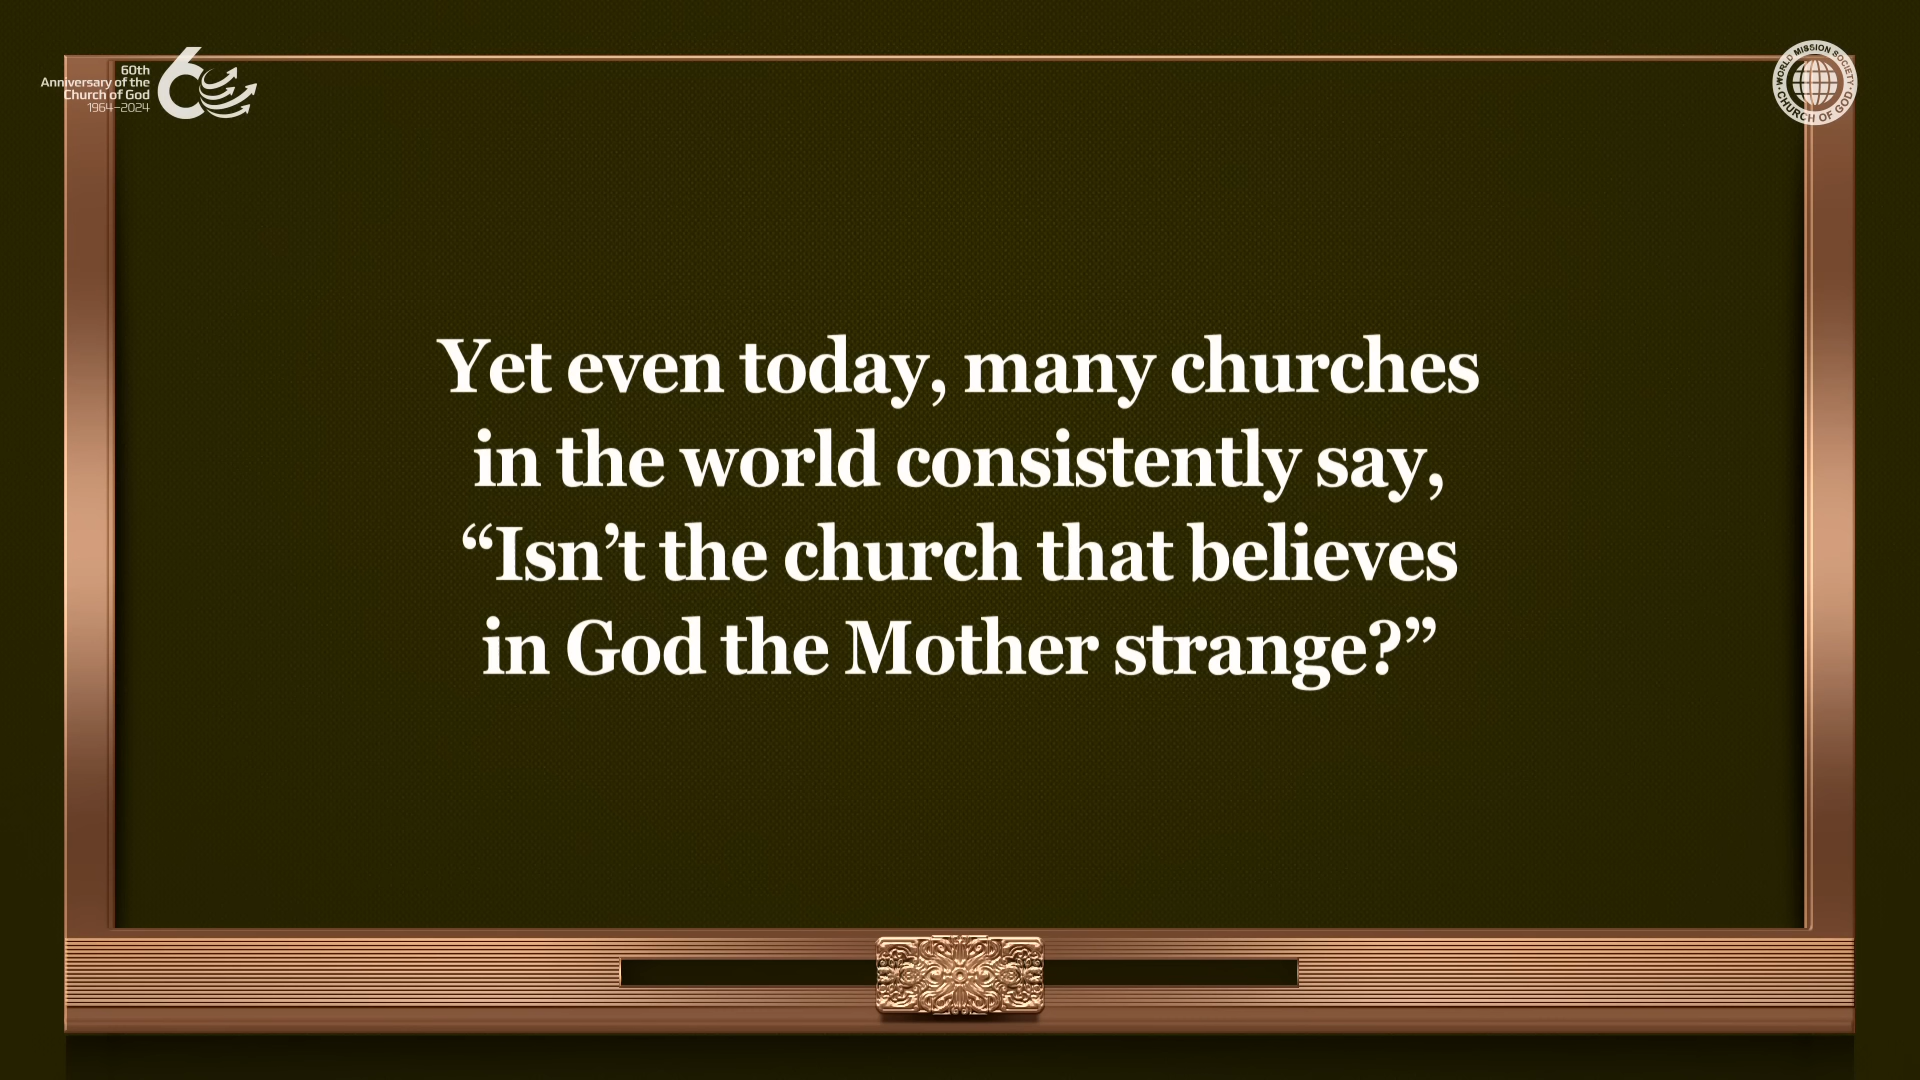 60th
Anniversary of the
Church of God
1964–2024
60
WORLD MISSION SOCIETY
CHURCH OF GOD
Yet even today, many churches
in the world consistently say,
“Isn’t the church that believes
in God the Mother strange?”